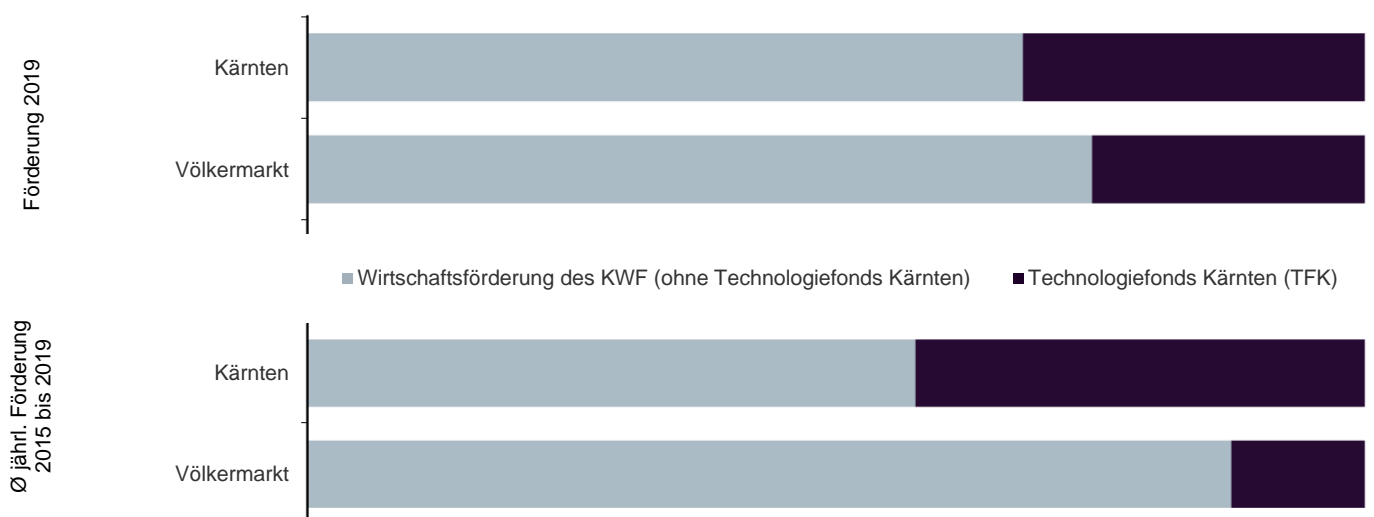 Förderung 2019
Kärnten
Völkermarkt
Wirtschaftsförderung des KWF (ohne Technologiefonds Kärnten)
Technologiefonds Kärnten (TFK)
Ø jährl. Förderung
2015 bis 2019
Kärnten
Völkermarkt